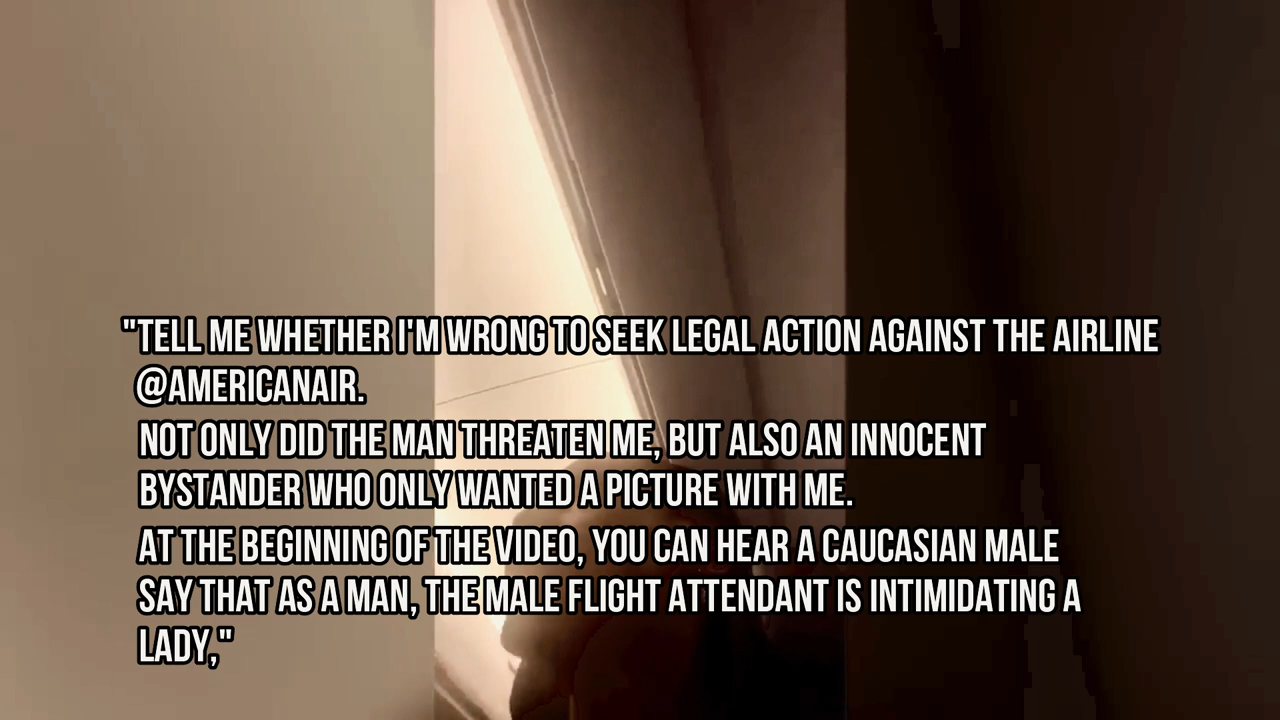 "TELL ME WHETHER I'M WRONG TO SEEK LEGAL ACTION AGAINST THE AIRLINE
@AMERICANAIR.
NOT ONLY DID THE MAN THREATEN ME, BUT ALSO AN INNOCENT
BYSTANDER WHO ONLY WANTED A PICTURE WITH ME.
AT THE BEGINNING OF THE VIDEO, YOU CAN HEAR A CAUCASIAN MALE
SAY THAT AS A MAN, THE MALE FLIGHT ATTENDANT IS INTIMIDATING A
LADY,"